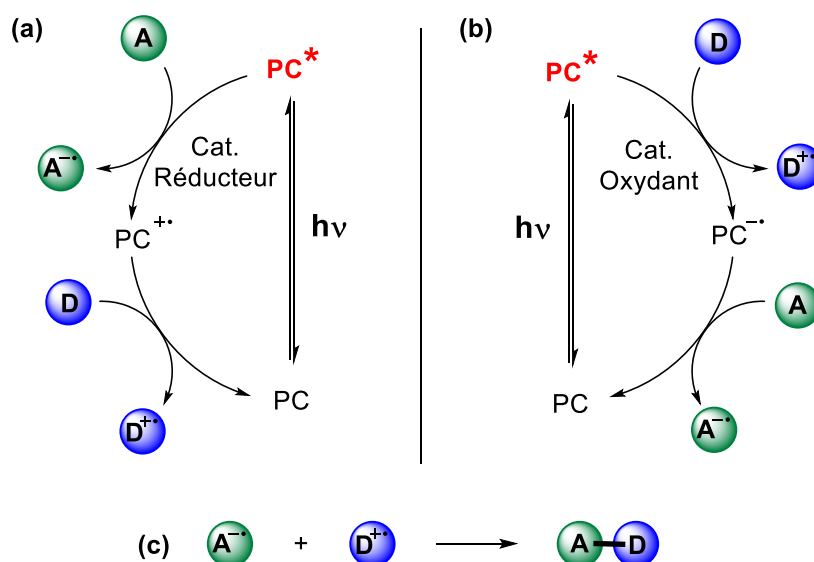 (a)
A
PC*
A⁻•
Cat.
Réducteur
PC⁺•
hν
D
PC
D⁺•
(b)
D
PC*
Cat.
Oxydant
D⁺•
hν
PC⁻•
A
PC
A⁻•
(c) A⁻• + D⁺• A D